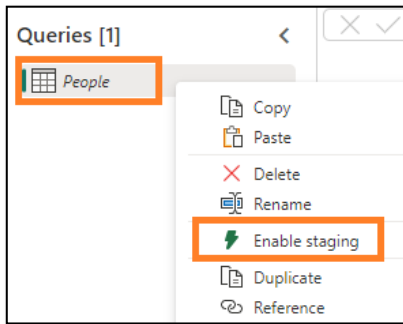 Queries [1]
People
Copy
Paste
Delete
Rename
Enable staging
Duplicate
Reference